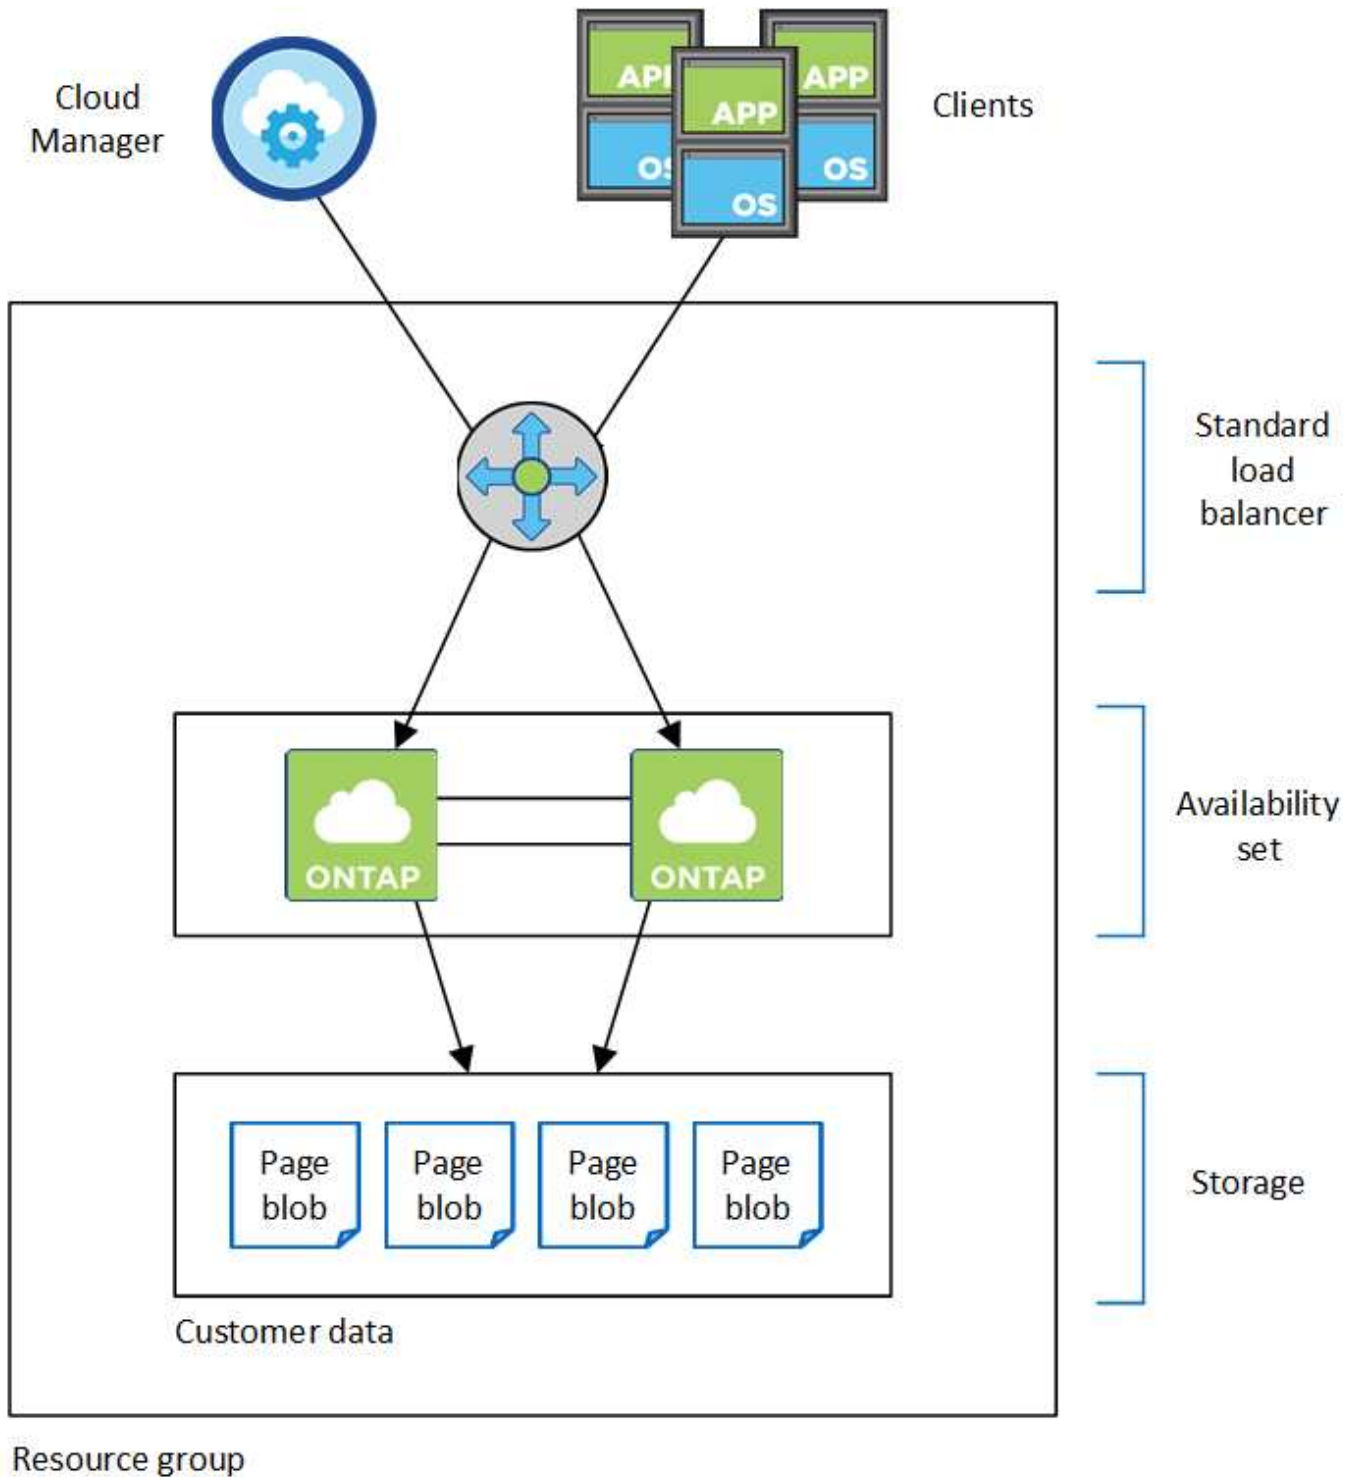 Cloud
Manager
APP
APP
APP
OS
OS
OS
Clients
Standard
load
balancer
ONTAP
ONTAP
Availability
set
Page
blob
Page
blob
Page
blob
Page
blob
Storage
Customer data
Resource group